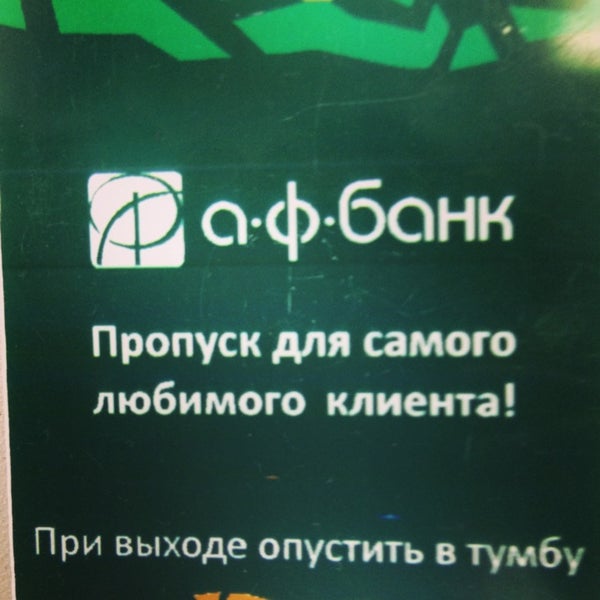 а·ф·банк
Пропуск для самого
любимого клиента!
При выходе опустить в тумбу